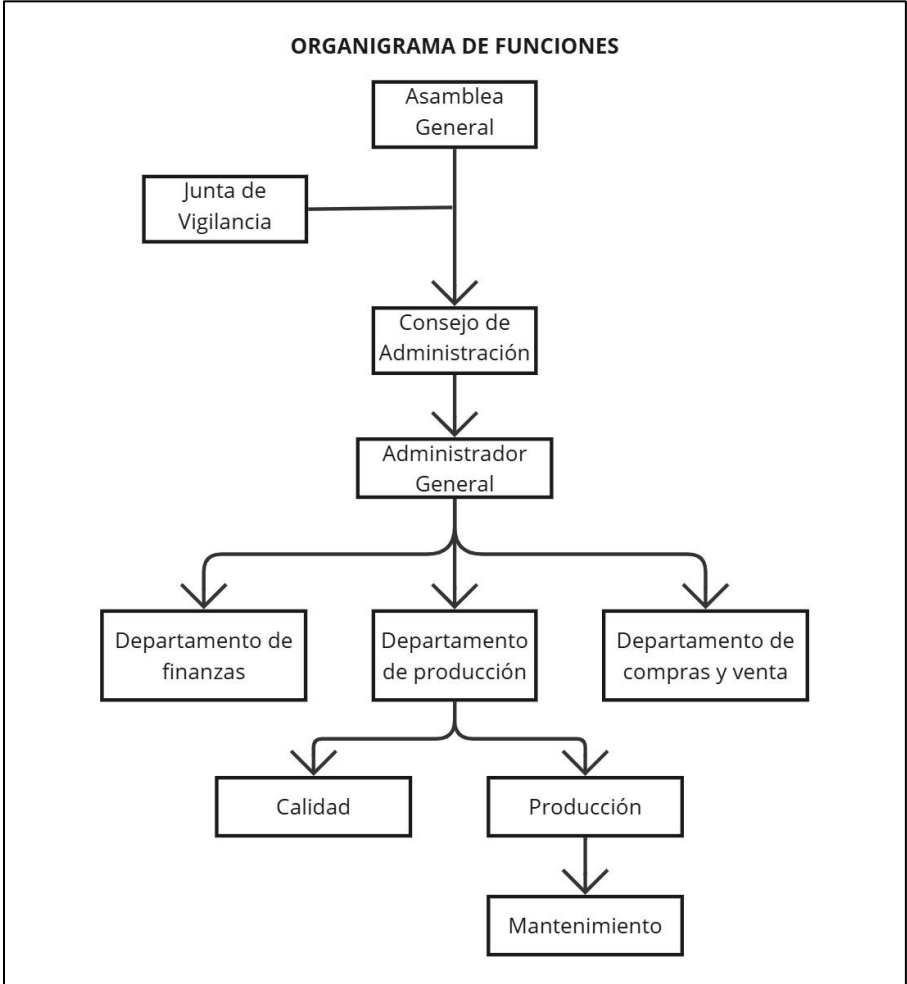 ORGANIGRAMA DE FUNCIONES
Asamblea
General
Junta de
Vigilancia
Consejo de
Administración
Administrador
General
Departamento de
finanzas
Departamento
de producción
Departamento de
compras y venta
Calidad
Producción
Mantenimiento